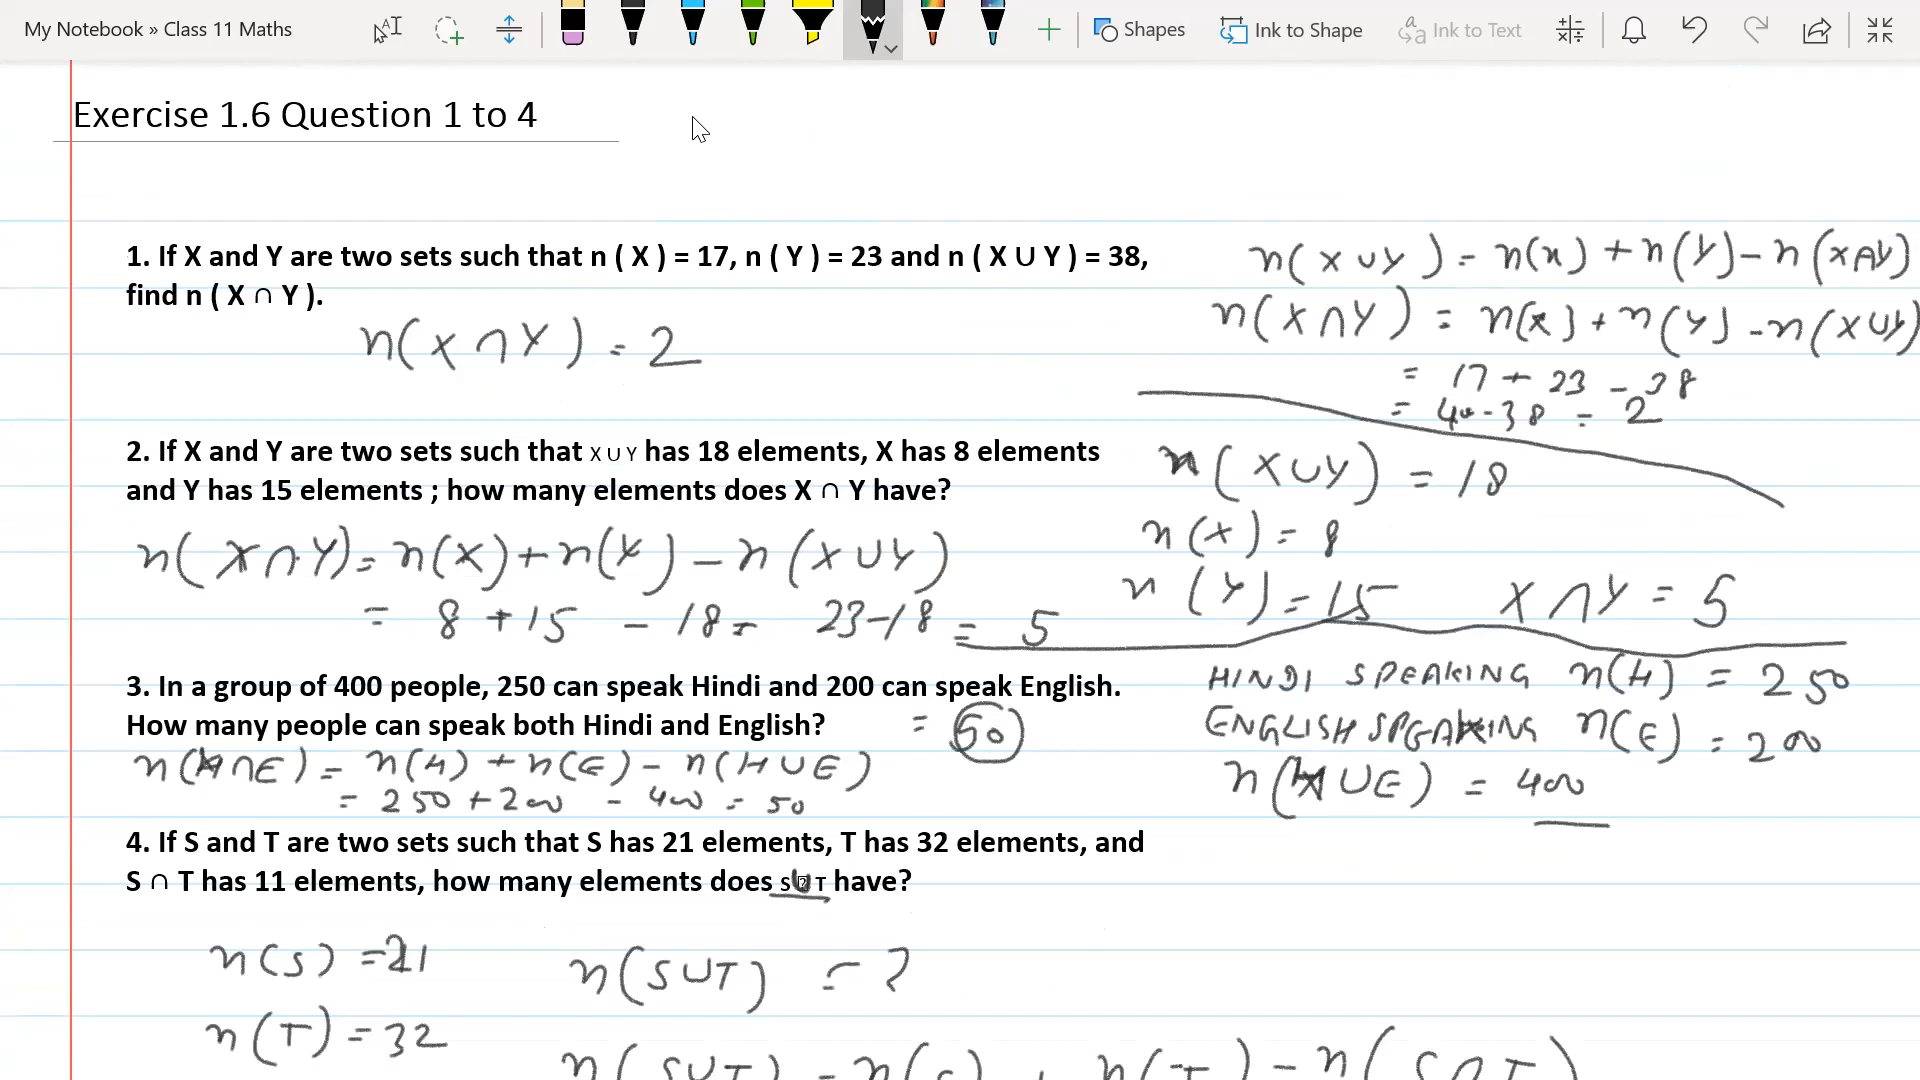 My Notebook » Class 11 Maths
Shapes
Ink to Shape
Ink to Text
Exercise 1.6 Question 1 to 4
1. If X and Y are two sets such that n ( X ) = 17, n ( Y ) = 23 and n ( X ∪ Y ) = 38,
find n ( X ∩ Y ).
n(X ∩ Y) = 2
n(X ∪ Y) = n(x) + n(Y) – n(X ∩ Y)
n(X ∩ Y) = n(x) + n(Y) – n(X ∪ Y)
= 17 + 23 – 38
= 40 - 38 = 2
2. If X and Y are two sets such that X ∪ Y has 18 elements, X has 8 elements
and Y has 15 elements ; how many elements does X ∩ Y have?
n(X ∩ Y) = n(X) + n(Y) – n(X ∪ Y)
= 8 + 15 – 18 = 23 – 18 = 5
n(X ∪ Y) = 18
n(X) = 8
n(Y) = 15 X ∩ Y = 5
3. In a group of 400 people, 250 can speak Hindi and 200 can speak English.
How many people can speak both Hindi and English? = 50
n(H ∩ E) = n(H) + n(E) – n(H ∪ E)
= 250 + 200 – 400 = 50
HINDI SPEAKING n(H) = 250
ENGLISH SPEAKING n(E) = 200
n(H ∪ E) = 400
4. If S and T are two sets such that S has 21 elements, T has 32 elements, and
S ∩ T has 11 elements, how many elements does S ∪ T have?
n(S) = 21
n(S ∪ T) = ?
n(T) = 32
n(S ∪ T) = n(S) + n(T) – n(S ∩ T)